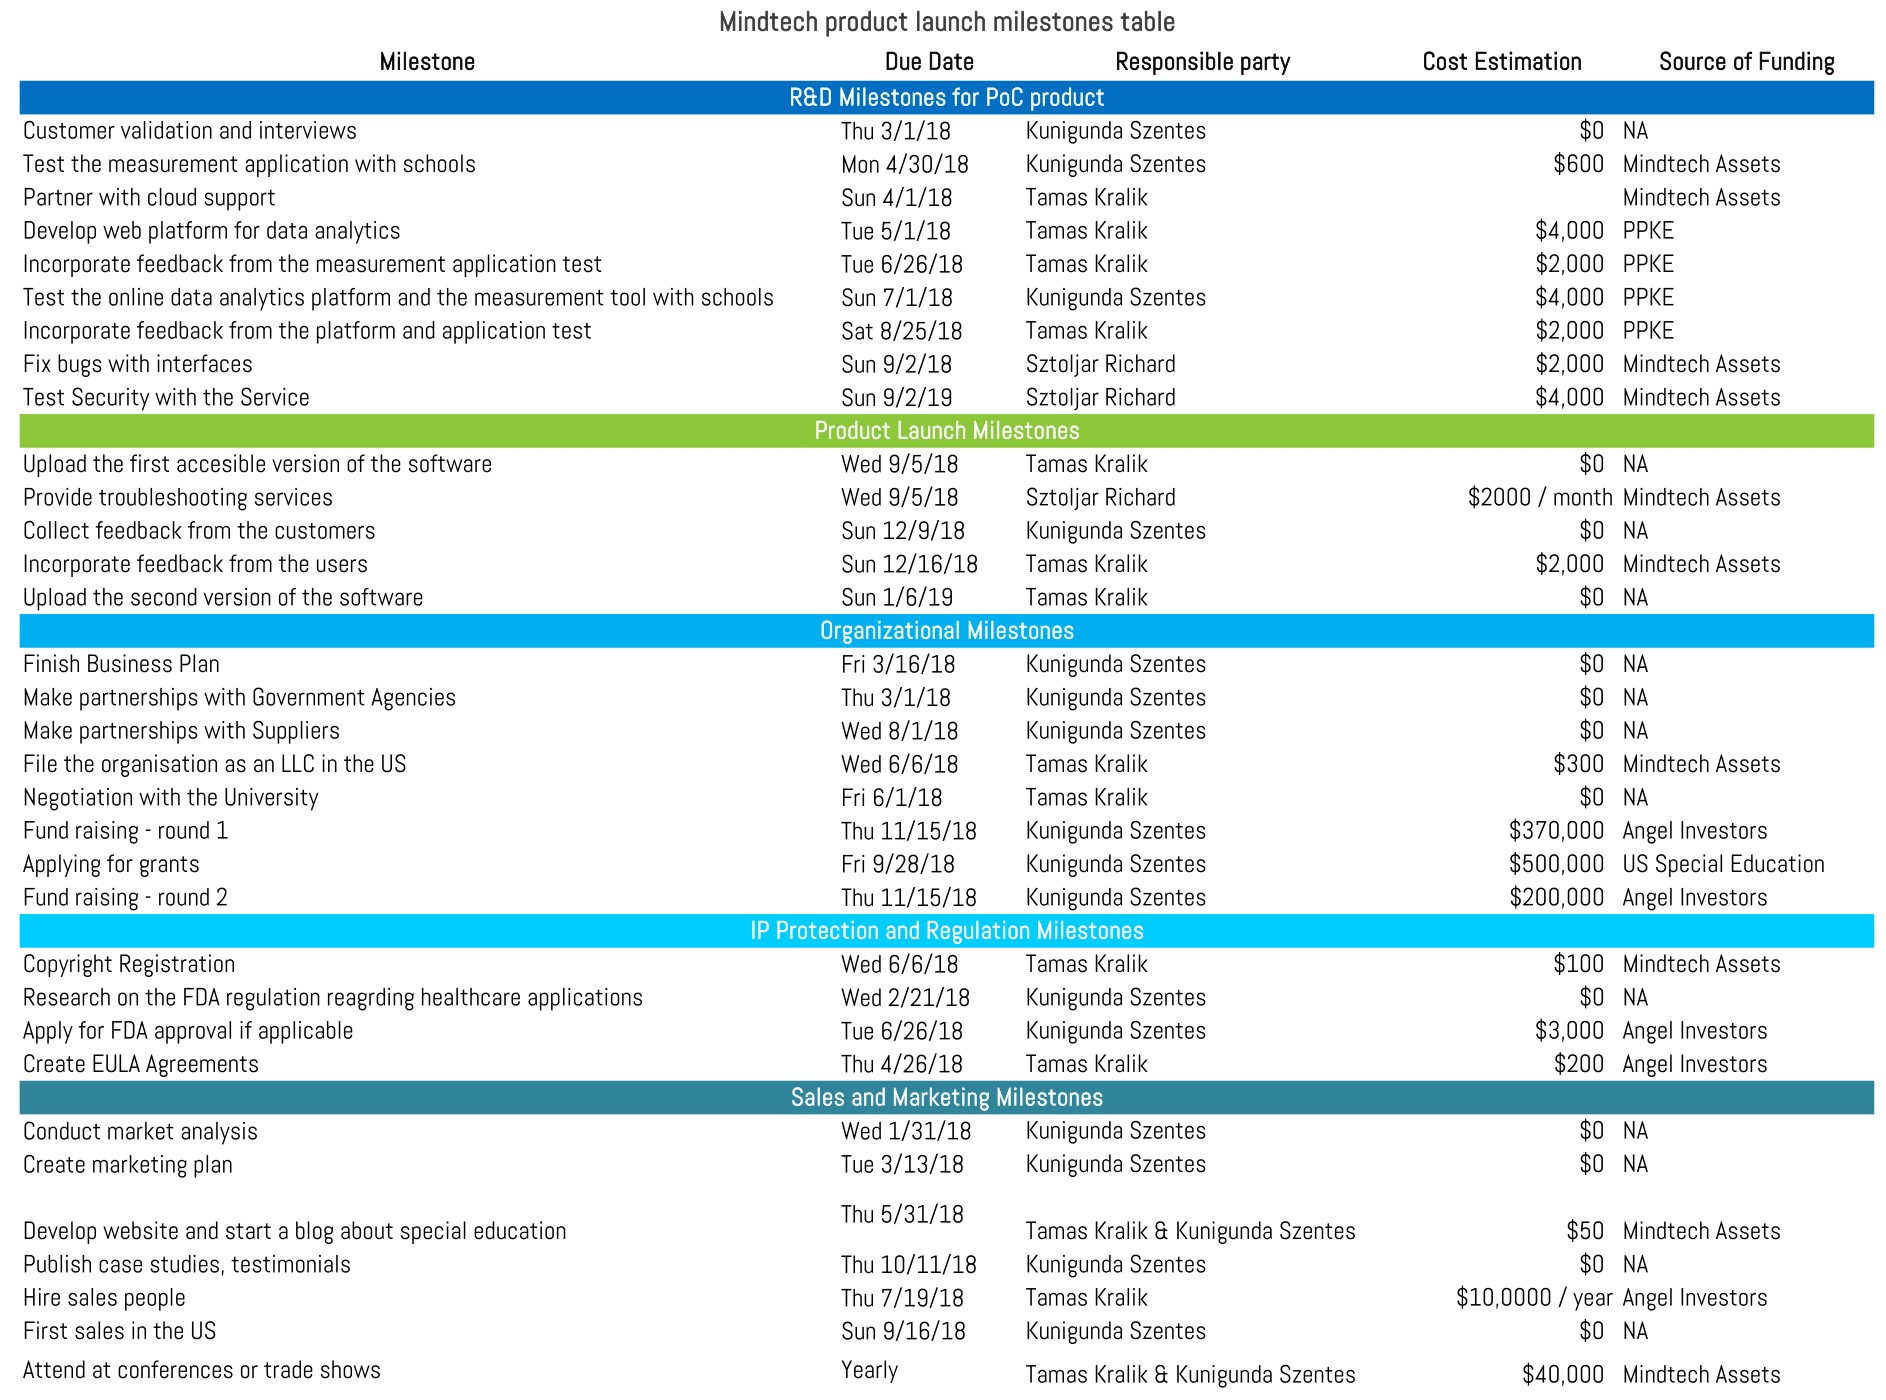 Mindtech product launch milestones table
Milestone Due Date Responsible party Cost Estimation Source of Funding
R&D Milestones for PoC product
Customer validation and interviews Thu 3/1/18 Kunigunda Szentes $0 NA
Test the measurement application with schools Mon 4/30/18 Kunigunda Szentes $600 Mindtech Assets
Partner with cloud support Sun 4/1/18 Tamas Kralik Mindtech Assets
Develop web platform for data analytics Tue 5/1/18 Tamas Kralik $4,000 PPKE
Incorporate feedback from the measurement application test Tue 6/26/18 Tamas Kralik $2,000 PPKE
Test the online data analytics platform and the measurement tool with schools Sun 7/1/18 Kunigunda Szentes $4,000 PPKE
Incorporate feedback from the platform and application test Sat 8/25/18 Tamas Kralik $2,000 PPKE
Fix bugs with interfaces Sun 9/2/18 Sztoljar Richard $2,000 Mindtech Assets
Test Security with the Service Sun 9/2/19 Sztoljar Richard $4,000 Mindtech Assets
Product Launch Milestones
Upload the first accesible version of the software Wed 9/5/18 Tamas Kralik $0 NA
Provide troubleshooting services Wed 9/5/18 Sztoljar Richard $2000 / month Mindtech Assets
Collect feedback from the customers Sun 12/9/18 Kunigunda Szentes $0 NA
Incorporate feedback from the users Sun 12/16/18 Tamas Kralik $2,000 Mindtech Assets
Upload the second version of the software Sun 1/6/19 Tamas Kralik $0 NA
Organizational Milestones
Finish Business Plan Fri 3/16/18 Kunigunda Szentes $0 NA
Make partnerships with Government Agencies Thu 3/1/18 Kunigunda Szentes $0 NA
Make partnerships with Suppliers Wed 8/1/18 Kunigunda Szentes $0 NA
File the organisation as an LLC in the US Wed 6/6/18 Tamas Kralik $300 Mindtech Assets
Negotiation with the University Fri 6/1/18 Tamas Kralik $0 NA
Fund raising - round 1 Thu 11/15/18 Kunigunda Szentes $370,000 Angel Investors
Applying for grants Fri 9/28/18 Kunigunda Szentes $500,000 US Special Education
Fund raising - round 2 Thu 11/15/18 Kunigunda Szentes $200,000 Angel Investors
IP Protection and Regulation Milestones
Copyright Registration Wed 6/6/18 Tamas Kralik $100 Mindtech Assets
Research on the FDA regulation reagrding healthcare applications Wed 2/21/18 Kunigunda Szentes $0 NA
Apply for FDA approval if applicable Tue 6/26/18 Kunigunda Szentes $3,000 Angel Investors
Create EULA Agreements Thu 4/26/18 Tamas Kralik $200 Angel Investors
Sales and Marketing Milestones
Conduct market analysis Wed 1/31/18 Kunigunda Szentes $0 NA
Create marketing plan Tue 3/13/18 Kunigunda Szentes $0 NA
Develop website and start a blog about special education Thu 5/31/18 Tamas Kralik & Kunigunda Szentes $50 Mindtech Assets
Publish case studies, testimonials Thu 10/11/18 Kunigunda Szentes $0 NA
Hire sales people Thu 7/19/18 Tamas Kralik $10,0000 / year Angel Investors
First sales in the US Sun 9/16/18 Kunigunda Szentes $0 NA
Attend at conferences or trade shows Yearly Tamas Kralik & Kunigunda Szentes $40,000 Mindtech Assets